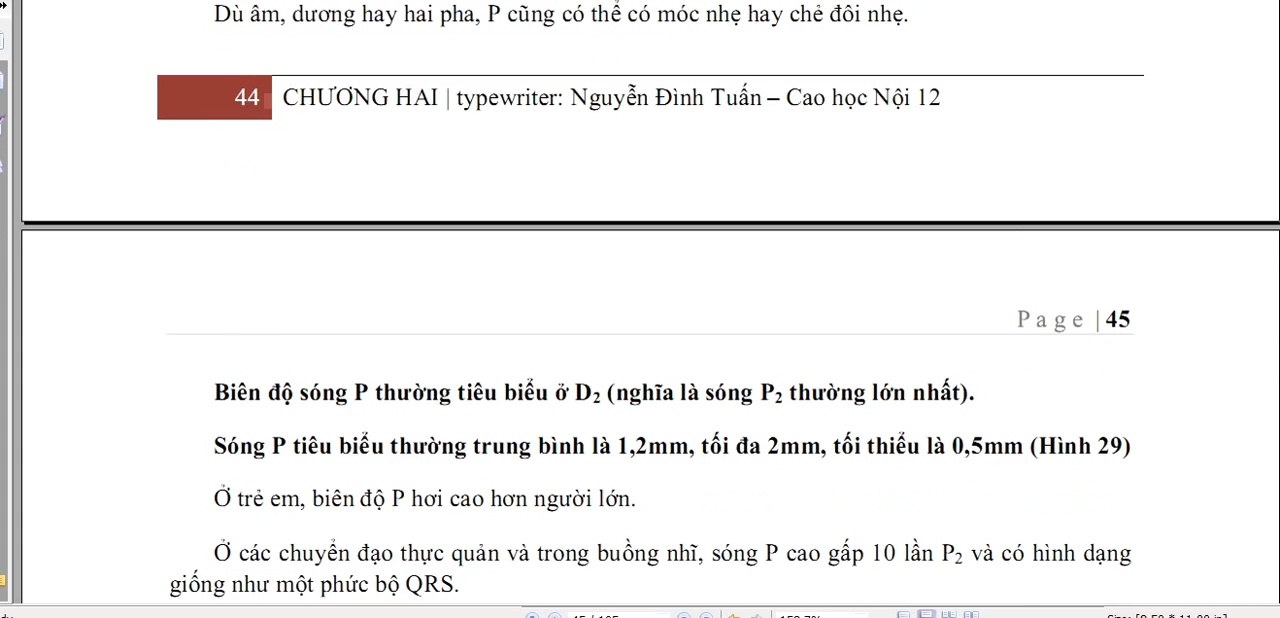 Dù âm, dương hay hai pha, P cũng có thể có móc nhẹ hay chẻ đôi nhẹ.
44 CHƯƠNG HAI | typewriter: Nguyễn Đình Tuấn – Cao học Nội 12
Page | 45
Biên độ sóng P thường tiêu biểu ở D₂ (nghĩa là sóng P₂ thường lớn nhất).
Sóng P tiêu biểu thường trung bình là 1,2mm, tối đa 2mm, tối thiểu là 0,5mm (Hình 29)
Ở trẻ em, biên độ P hơi cao hơn người lớn.
Ở các chuyển đạo thực quản và trong buồng nhĩ, sóng P cao gấp 10 lần P₂ và có hình dạng
giống như một phức bộ QRS.